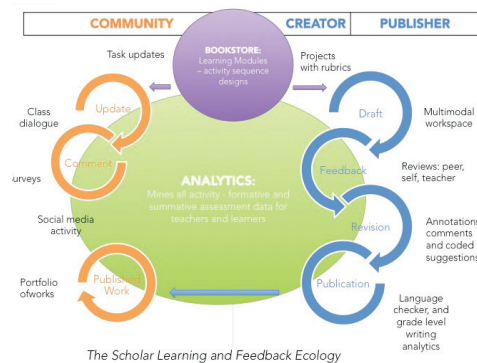 COMMUNITY
CREATOR
PUBLISHER
BOOKSTORE:
Learning Modules
– activity sequence
designs
Task updates
Projects
with rubrics
Update
Draft
Class
dialogue
Multimodal
workspace
Comment
Feedback
urveys
ANALYTICS:
Mines all activity - formative and
summative assessment data for
teachers and learners
Reviews: peer,
self, teacher
Social media
activity
Revision
Annotations
comments
and coded
suggestions
Portfolio
ofworks
Published
Work
Publication
Language
checker, and
grade level
writing
analytics
The Scholar Learning and Feedback Ecology